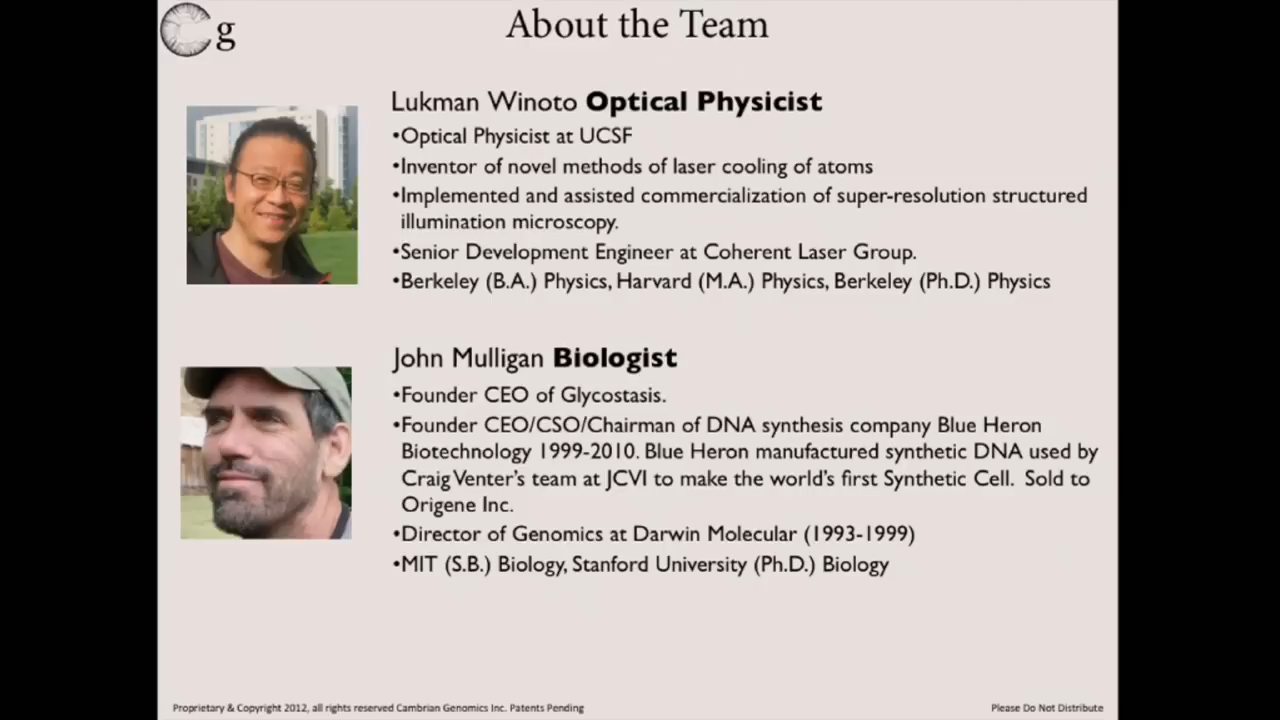 Cg
About the Team
Lukman Winoto Optical Physicist
•Optical Physicist at UCSF
•Inventor of novel methods of laser cooling of atoms
•Implemented and assisted commercialization of super-resolution structured
illumination microscopy.
•Senior Development Engineer at Coherent Laser Group.
•Berkeley (B.A.) Physics, Harvard (M.A.) Physics, Berkeley (Ph.D.) Physics
John Mulligan Biologist
•Founder CEO of Glycostasis.
•Founder CEO/CSO/Chairman of DNA synthesis company Blue Heron
Biotechnology 1999-2010. Blue Heron manufactured synthetic DNA used by
Craig Venter's team at JCVI to make the world's first Synthetic Cell. Sold to
Origene Inc.
•Director of Genomics at Darwin Molecular (1993-1999)
•MIT (S.B.) Biology, Stanford University (Ph.D.) Biology
Proprietary & Copyright 2012, all rights reserved Cambrian Genomics Inc. Patents Pending
Please Do Not Distribute